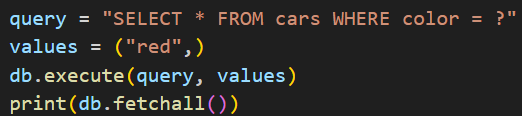 query = "SELECT * FROM cars WHERE color = ?"
values = ("red",)
db.execute(query, values)
print(db.fetchall())